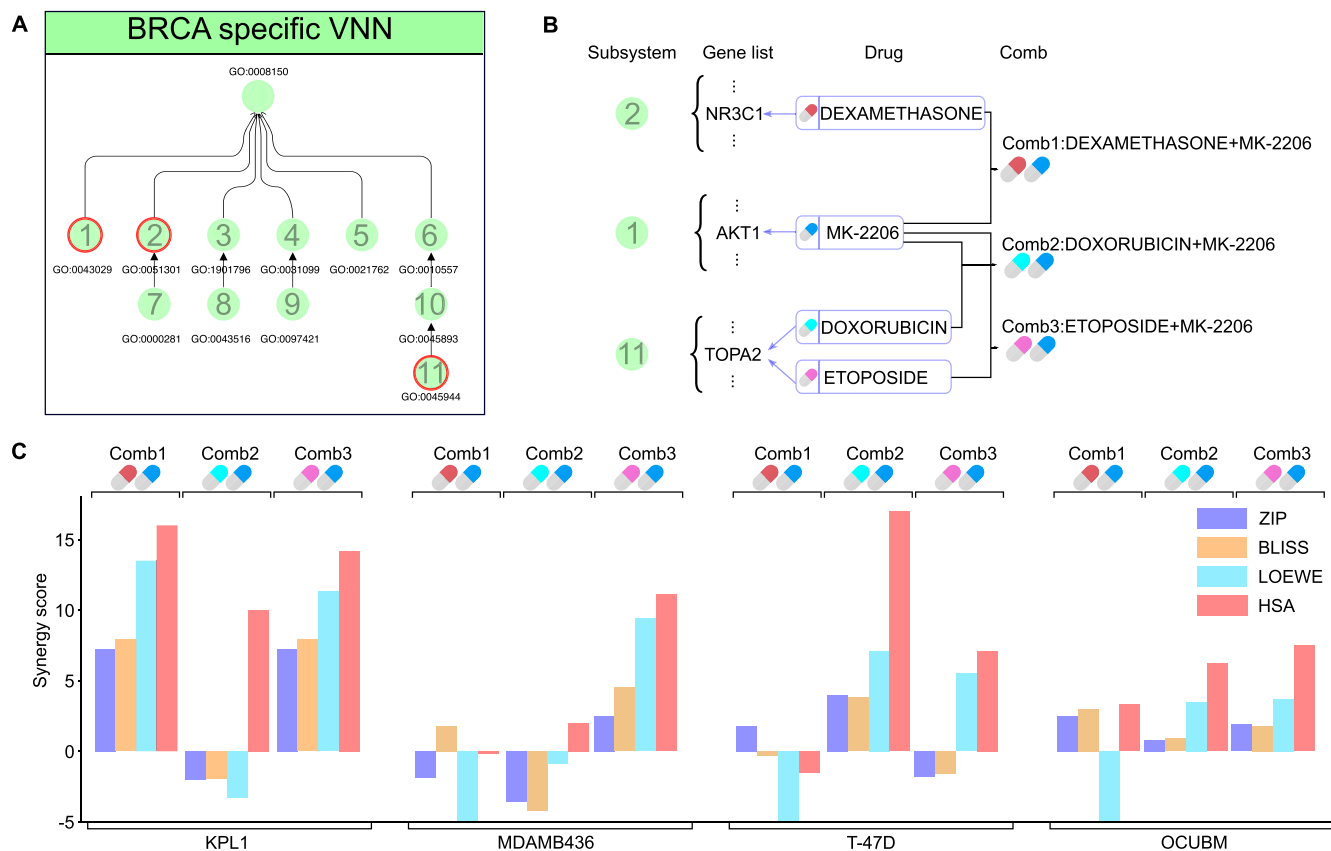 A
BRCA specific VNN
GO:0008150
1
2
3
4
5
6
GO:0043029
GO:0051301
GO:1901796
GO:0031099
GO:0021762
GO:0010557
7
8
9
10
GO:0000281
GO:0043516
GO:0097421
GO:0045893
11
GO:0045944
B
Subsystem
Gene list
Drug
Comb
2
NR3C1
DEXAMETHASONE
Comb1:DEXAMETHASONE+MK-2206
1
AKT1
MK-2206
Comb2:DOXORUBICIN+MK-2206
11
TOPA2
DOXORUBICIN
ETOPOSIDE
Comb3:ETOPOSIDE+MK-2206
C
Comb1
Comb2
Comb3
Comb1
Comb2
Comb3
Comb1
Comb2
Comb3
Comb1
Comb2
Comb3
Synergy score
15
10
5
0
-5
ZIP
BLISS
LOEWE
HSA
KPL1
MDAMB436
T-47D
OCUBM